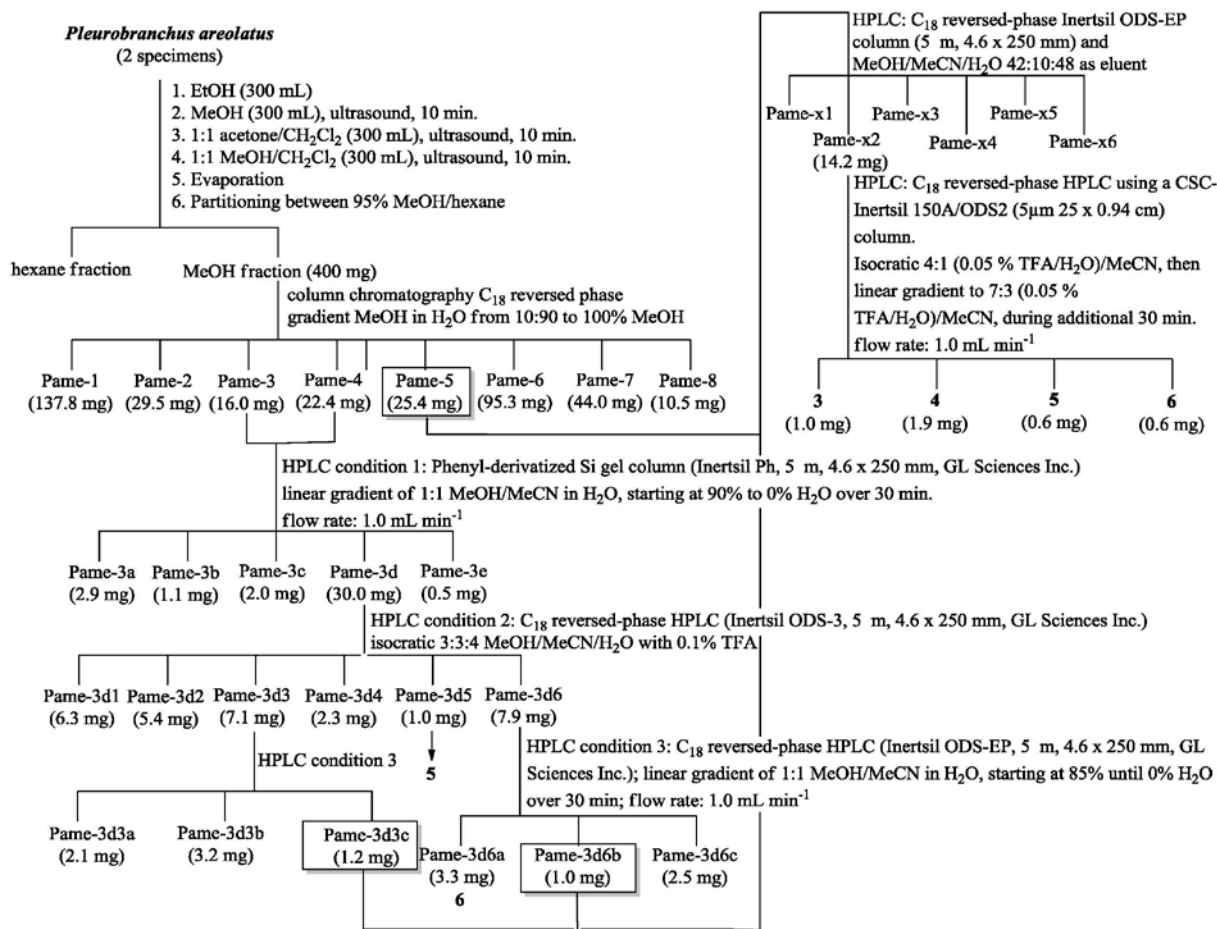 Pleurobranchus areolatus
(2 specimens)
1. EtOH (300 mL)
2. MeOH (300 mL), ultrasound, 10 min.
3. 1:1 acetone/CH2Cl2 (300 mL), ultrasound, 10 min.
4. 1:1 MeOH/CH2Cl2 (300 mL), ultrasound, 10 min.
5. Evaporation
6. Partitioning between 95% MeOH/hexane
hexane fraction
MeOH fraction (400 mg)
column chromatography C18 reversed phase
gradient MeOH in H2O from 10:90 to 100% MeOH
Pame-1 Pame-2 Pame-3 Pame-4 Pame-5 Pame-6 Pame-7 Pame-8
(137.8 mg) (29.5 mg) (16.0 mg) (22.4 mg) (25.4 mg) (95.3 mg) (44.0 mg) (10.5 mg)
HPLC condition 1: Phenyl-derivatized Si gel column (Inertsil Ph, 5 m, 4.6 x 250 mm, GL Sciences Inc.)
linear gradient of 1:1 MeOH/MeCN in H2O, starting at 90% to 0% H2O over 30 min.
flow rate: 1.0 mL min-1
Pame-3a Pame-3b Pame-3c Pame-3d Pame-3e
(2.9 mg) (1.1 mg) (2.0 mg) (30.0 mg) (0.5 mg)
HPLC condition 2: C18 reversed-phase HPLC (Inertsil ODS-3, 5 m, 4.6 x 250 mm, GL Sciences Inc.)
isocratic 3:3:4 MeOH/MeCN/H2O with 0.1% TFA
Pame-3d1 Pame-3d2 Pame-3d3 Pame-3d4 Pame-3d5 Pame-3d6
(6.3 mg) (5.4 mg) (7.1 mg) (2.3 mg) (1.0 mg) (7.9 mg)
5
HPLC condition 3
HPLC condition 3: C18 reversed-phase HPLC (Inertsil ODS-EP, 5 m, 4.6 x 250 mm, GL
Sciences Inc.); linear gradient of 1:1 MeOH/MeCN in H2O, starting at 85% until 0% H2O
over 30 min; flow rate: 1.0 mL min-1
Pame-3d3a Pame-3d3b Pame-3d3c
(2.1 mg) (3.2 mg) (1.2 mg)
Pame-3d6a Pame-3d6b Pame-3d6c
(3.3 mg) (1.0 mg) (2.5 mg)
6
HPLC: C18 reversed-phase Inertsil ODS-EP
column (5 m, 4.6 x 250 mm) and
MeOH/MeCN/H2O 42:10:48 as eluent
Pame-x1 Pame-x3 Pame-x5
Pame-x2 Pame-x4 Pame-x6
(14.2 mg)
HPLC: C18 reversed-phase HPLC using a CSC-
Inertsil 150A/ODS2 (5µm 25 x 0.94 cm)
column.
Isocratic 4:1 (0.05 % TFA/H2O)/MeCN, then
linear gradient to 7:3 (0.05 %
TFA/H2O)/MeCN, during additional 30 min.
flow rate: 1.0 mL min-1
3 4 5 6
(1.0 mg) (1.9 mg) (0.6 mg) (0.6 mg)